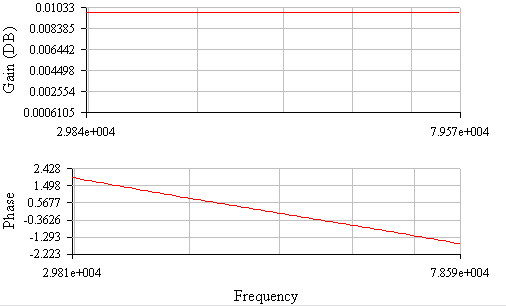 0.01033
0.008385
0.006442
0.004498
0.002554
0.0006105
Gain (DB)
2.984e+004 7.957e+004
2.428
1.498
0.5677
-0.3626
-1.293
-2.223
Phase
2.981e+004 7.859e+004
Frequency